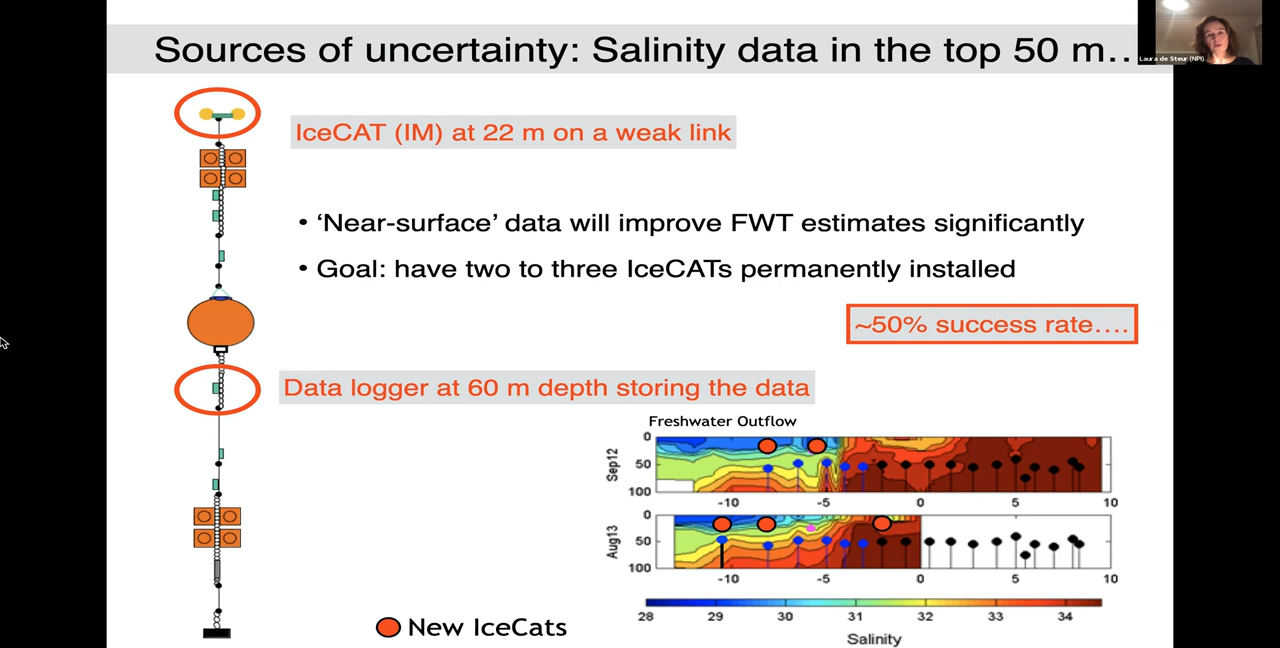 Sources of uncertainty: Salinity data in the top 50 m…
Laura de Steur (NPI)
IceCAT (IM) at 22 m on a weak link
• ‘Near-surface’ data will improve FWT estimates significantly
• Goal: have two to three IceCATs permanently installed
~50% success rate….
Data logger at 60 m depth storing the data
Freshwater Outflow
Sep12
0
50
100
-10 -5 0 5 10
Aug13
0
50
100
-10 -5 0 5 10
28 29 30 31 32 33 34
Salinity
New IceCats